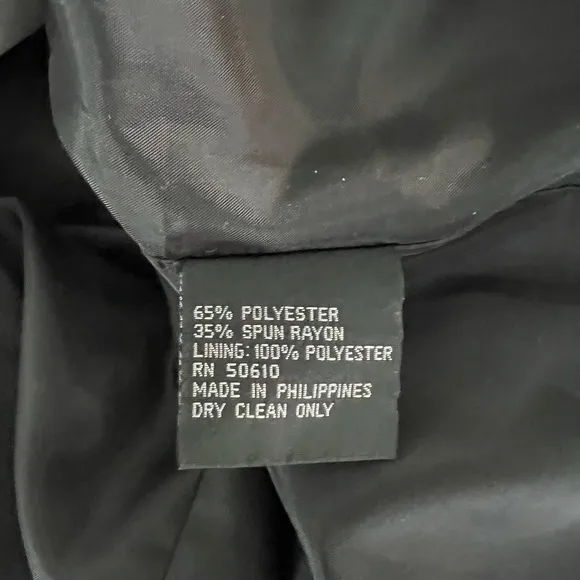 65% POLYESTER
35% SPUN RAYON
LINING: 100% POLYESTER
RN 50610
MADE IN PHILIPPINES
DRY CLEAN ONLY